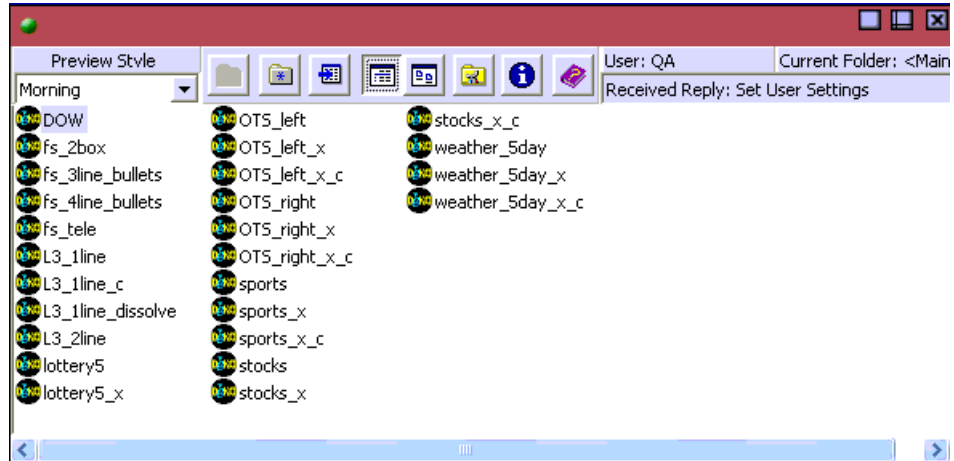 Preview Style
User: QA
Current Folder: <Main
Morning
Received Reply: Set User Settings
DOW
fs_2box
fs_3line_bullets
fs_4line_bullets
fs_tele
L3_1line
L3_1line_c
L3_1line_dissolve
L3_2line
lottery5
lottery5_x
OTS_left
OTS_left_x
OTS_left_x_c
OTS_right
OTS_right_x
OTS_right_x_c
sports
sports_x
sports_x_c
stocks
stocks_x
stocks_x_c
weather_5day
weather_5day_x
weather_5day_x_c